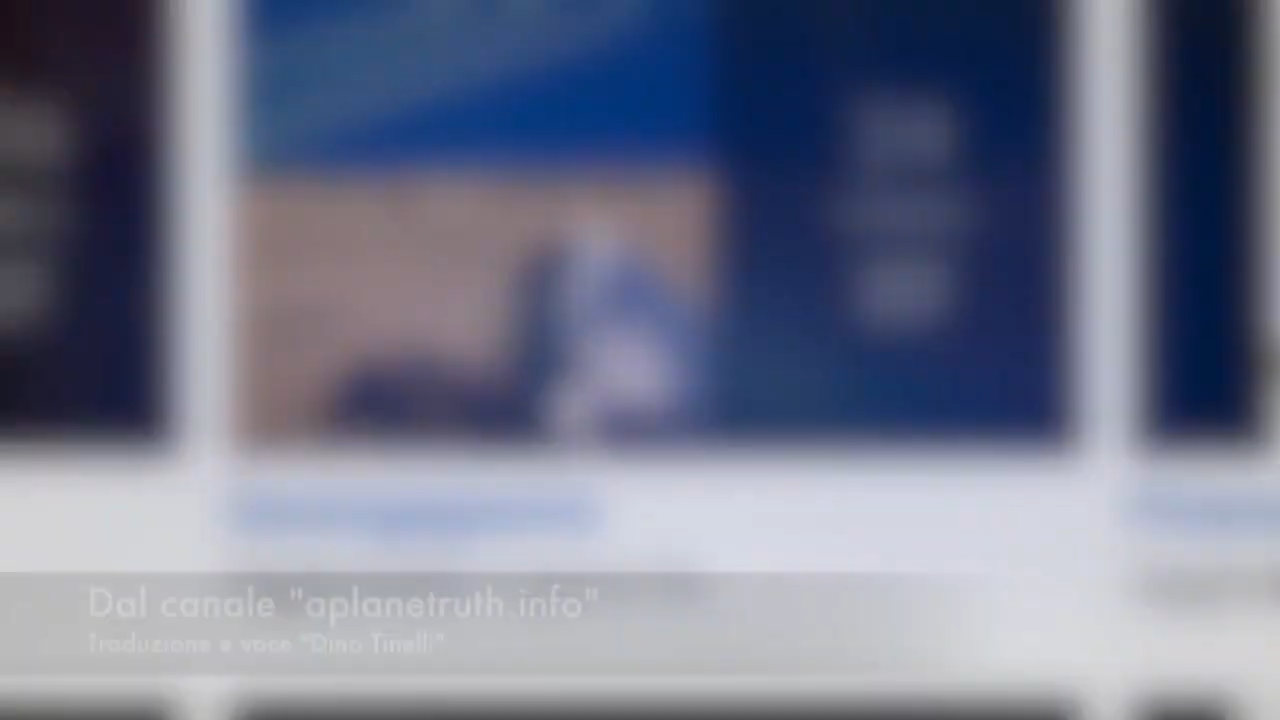 Dal canale "aplanetruth.info"
Traduzione e voce "Dino Tinelli"